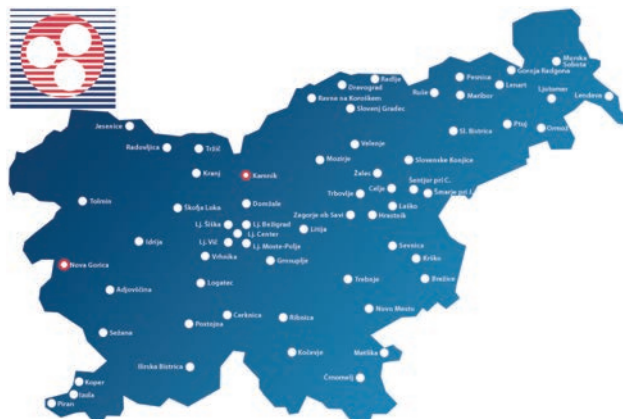 Murska
Sobota
Radlje
Pesnica
Gornja Radgona
Dravograd
Ravne na Koroškem
Ruše
Maribor
Lenart
Ljutomer
Lendava
Slovenj Gradec
Jesenice
Ptuj
Ormož
Sl. Bistrica
Radovljica
Tržič
Velenje
Mozirje
Slovenske Konjice
Kranj
Kamnik
Žalec
Šentjur pri C.
Celje
Trbovlje
Šmarje pri J.
Tolmin
Škofja Loka
Domžale
Laško
Zagorje ob Savi
Hrastnik
Lj. Šiška
Lj. Bežigrad
Litija
Lj. Center
Idrija
Lj. Vič
Lj. Moste-Polje
Sevnica
Vrhnika
Grosuplje
Krško
Nova Gorica
Trebnje
Brežice
Logatec
Ajdovščina
Novo Mesto
Cerknica
Ribnica
Postojna
Sežana
Kočevje
Metlika
Ilirska Bistrica
Črnomelj
Koper
Izola
Piran